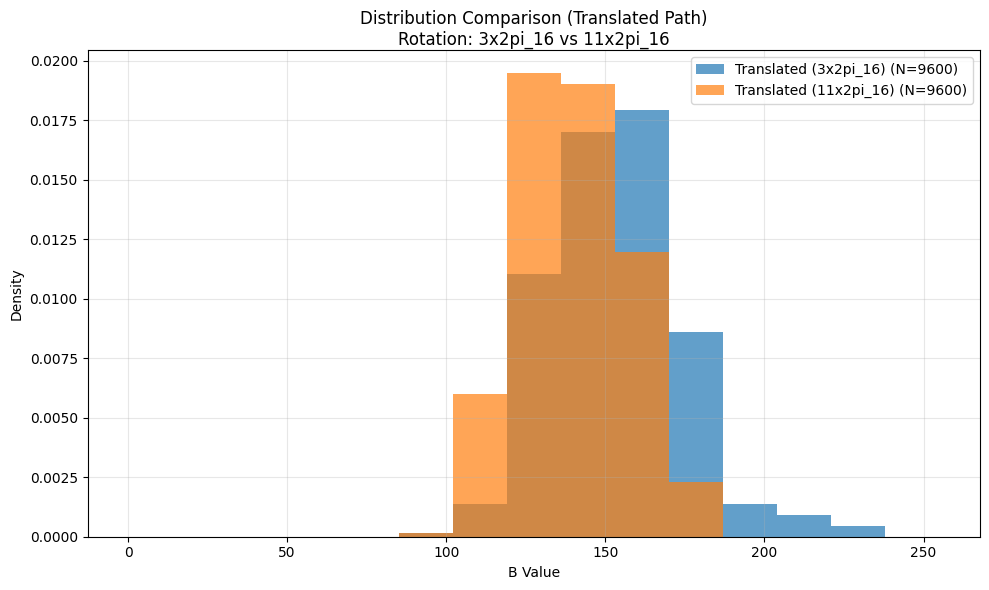 Distribution Comparison (Translated Path)
Rotation: 3x2pi_16 vs 11x2pi_16
Translated (3x2pi_16) (N=9600)
Translated (11x2pi_16) (N=9600)
0.0200
0.0175
0.0150
0.0125
0.0100
0.0075
0.0050
0.0025
0.0000
Density
0 50 100 150 200 250
B Value